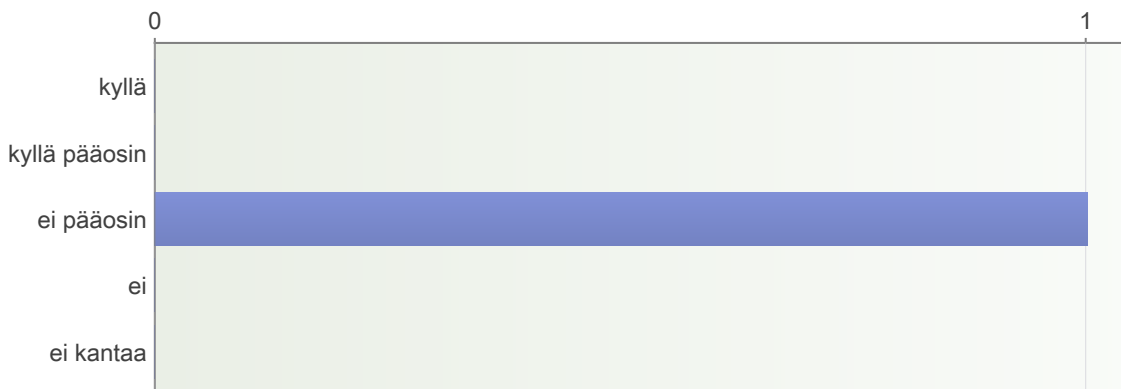 0 1
kyllä
kyllä pääosin
ei pääosin
ei
ei kantaa